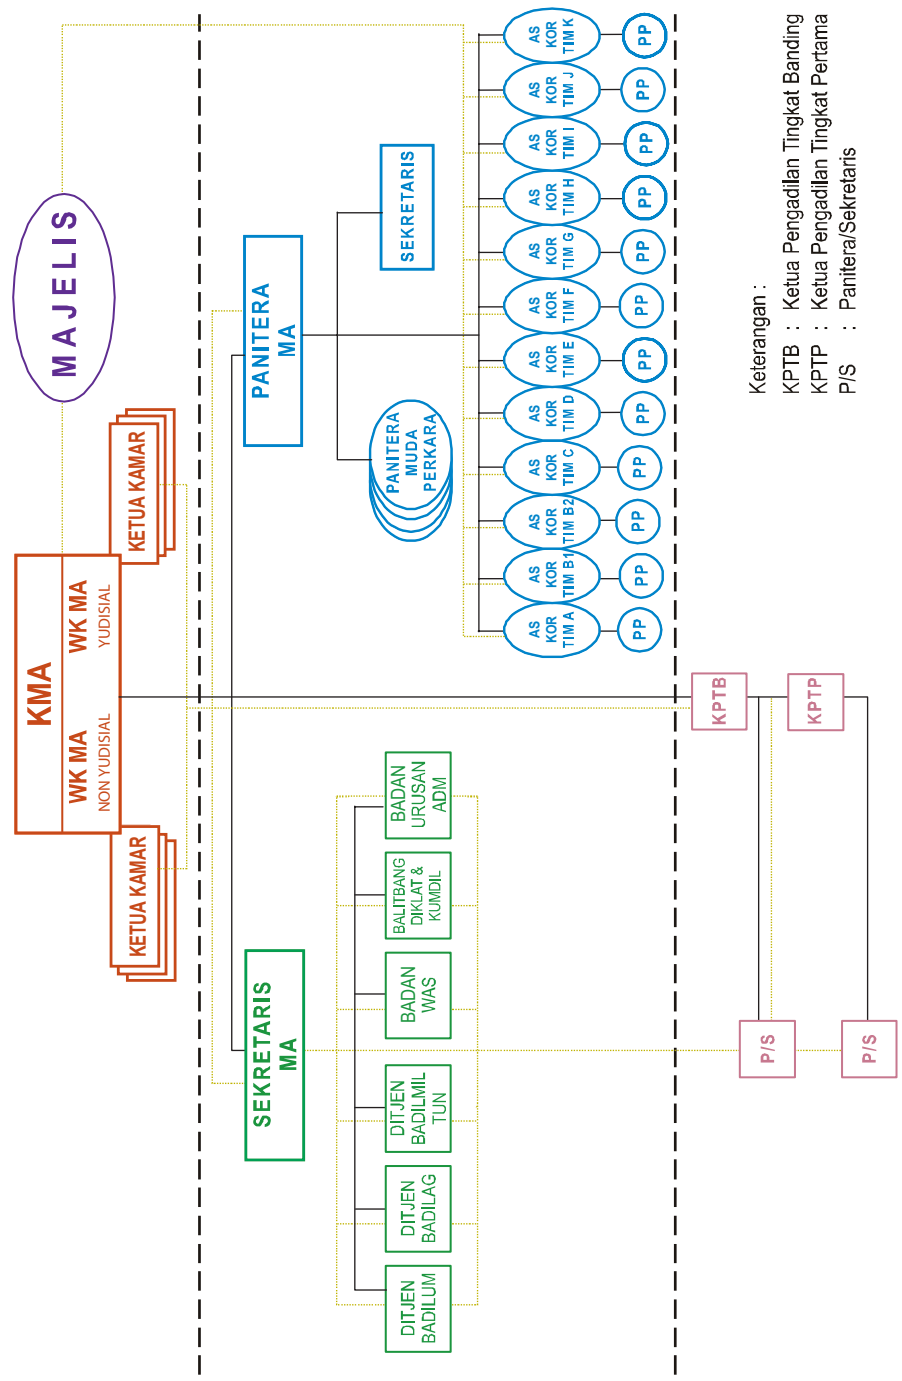 KMA
WK MA
NON YUDISIAL
WK MA
YUDISIAL
MAJELIS
KETUA KAMAR
KETUA KAMAR
SEKRETARIS
MA
PANITERA
MA
PANITERA
MUDA
PERKARA
SEKRETARIS
DITJEN
BADILUM
DITJEN
BADILAG
DITJEN
BADILMIL
TUN
BADAN
WAS
BALITBANG
DIKLAT &
KUMDIL
BADAN
URUSAN
ADM
AS
KOR
TIM A
AS
KOR
TIM B1
AS
KOR
TIM B2
AS
KOR
TIM C
AS
KOR
TIM D
AS
KOR
TIM E
AS
KOR
TIM F
AS
KOR
TIM G
AS
KOR
TIM H
AS
KOR
TIM I
AS
KOR
TIM J
AS
KOR
TIM K
PP
PP
PP
PP
PP
PP
PP
PP
PP
PP
PP
PP
KPTB
P/S
KPTP
P/S
Keterangan :
KPTB : Ketua Pengadilan Tingkat Banding
KPTP : Ketua Pengadilan Tingkat Pertama
P/S : Panitera/Sekretaris